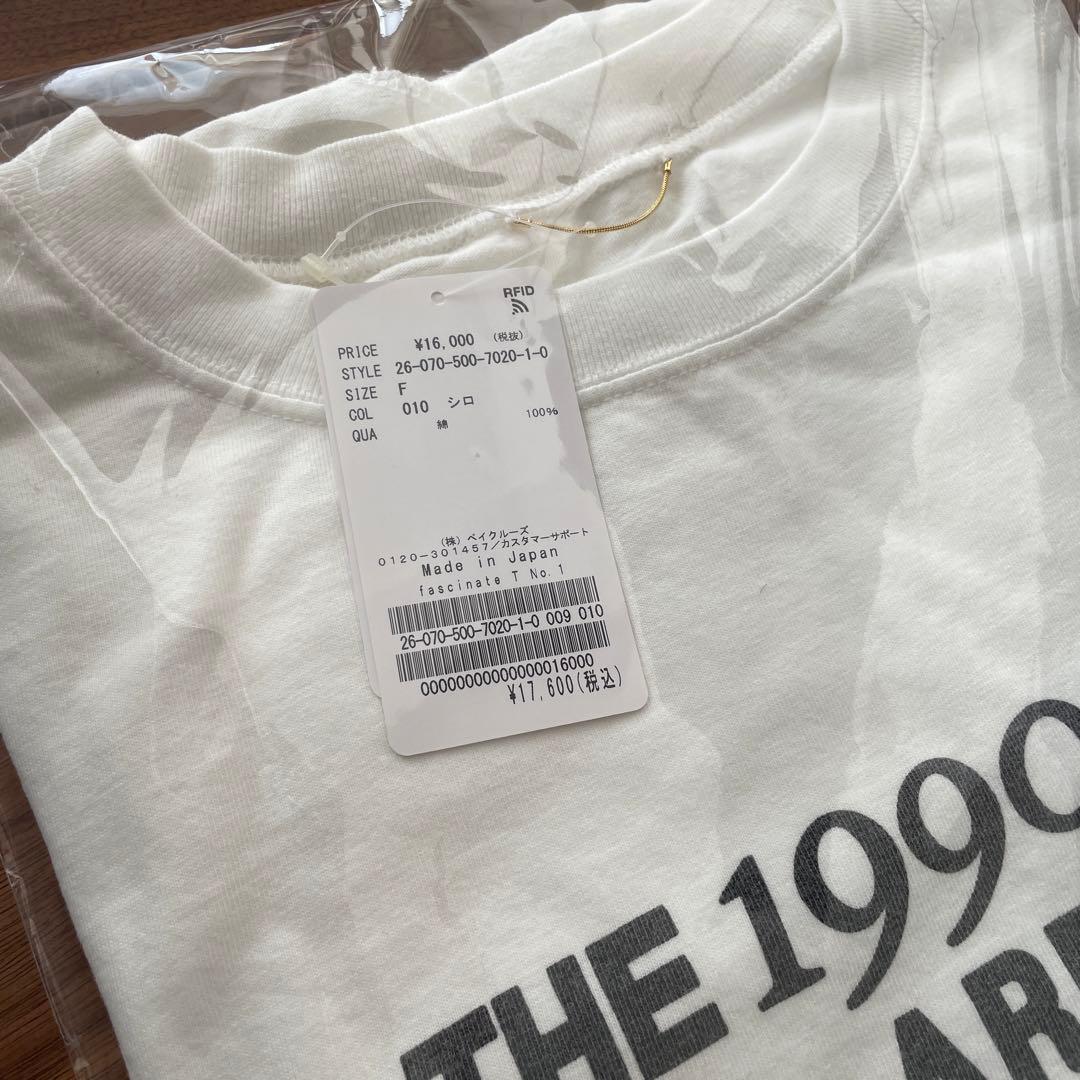 RFID
PRICE ¥16,000 (税抜)
STYLE 26-070-500-7020-1-0
SIZE F
COL 010 シロ
QUA 綿 100%
(株) ベイクルーズ
0120-301457/カスタマーサポート
Made in Japan
fascinate T No.1
26-070-500-7020-1-0 009 010
0000000000000016000
¥17,600(税込)
THE 1990
ARE